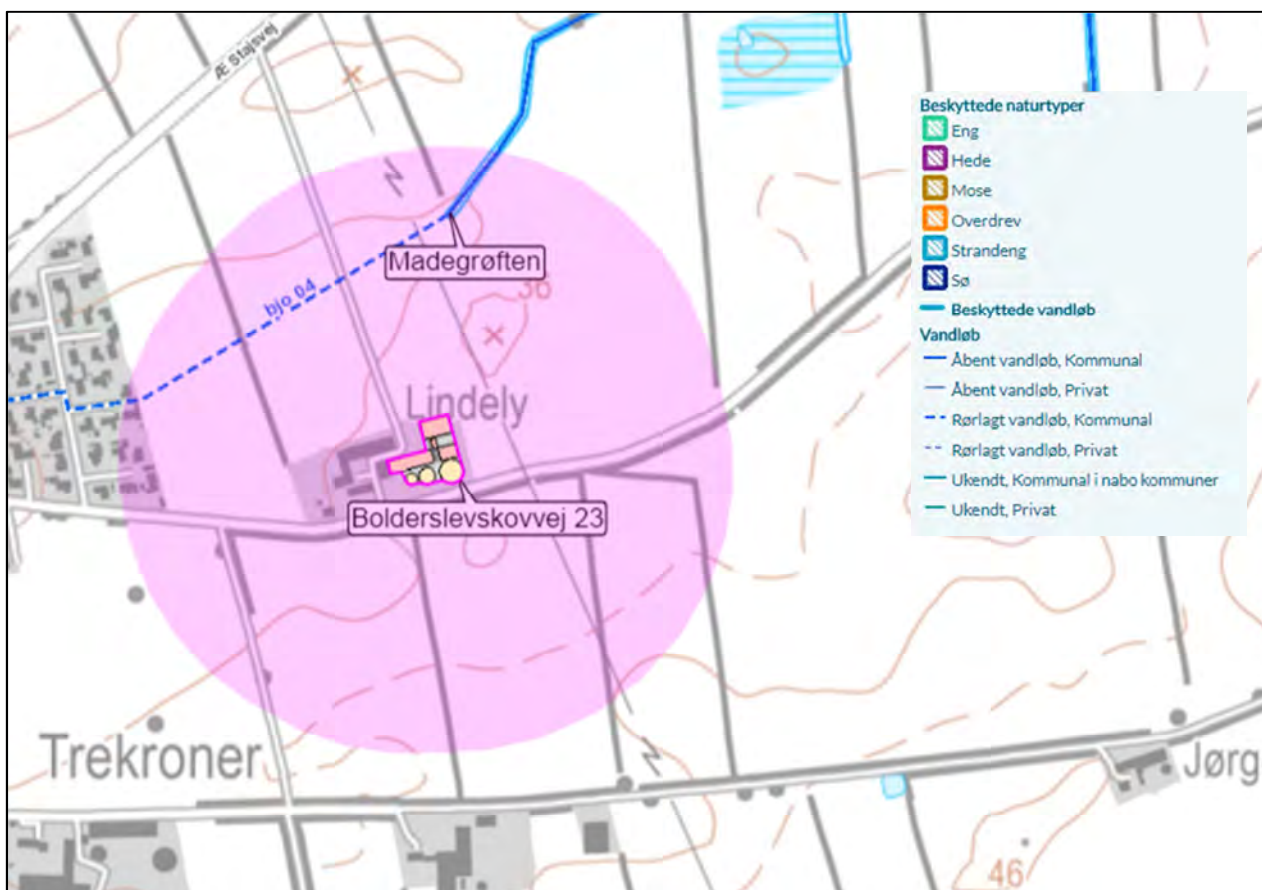 Æ Stajsvej
Madegrøften
bjo 04
36
Lindely
Bolderslevskovvej 23
Trekroner
Jørg
46
Beskyttede naturtyper
Eng
Hede
Mose
Overdrev
Strandeng
Sø
Beskyttede vandløb
Vandløb
Åbent vandløb, Kommunal
Åbent vandløb, Privat
Rørlagt vandløb, Kommunal
Rørlagt vandløb, Privat
Ukendt, Kommunal i nabo kommuner
Ukendt, Privat